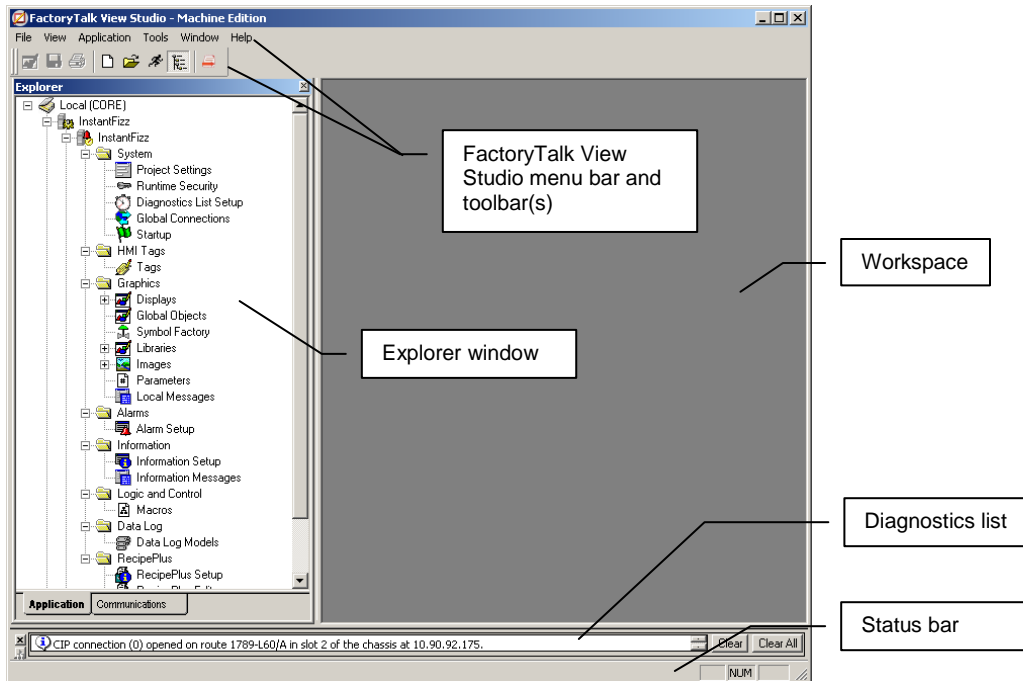 FactoryTalk View Studio - Machine Edition
File View Application Tools Window Help
Explorer
Local (CORE)
InstantFizz
InstantFizz
System
Project Settings
Runtime Security
Diagnostics List Setup
Global Connections
Startup
HMI Tags
Tags
Graphics
Displays
Global Objects
Symbol Factory
Libraries
Images
Parameters
Local Messages
Alarms
Alarm Setup
Information
Information Setup
Information Messages
Logic and Control
Macros
Data Log
Data Log Models
RecipePlus
RecipePlus Setup
Application Communications
FactoryTalk View
Studio menu bar and
toolbar(s)
Workspace
Explorer window
Diagnostics list
CIP connection (0) opened on route 1789-L60/A in slot 2 of the chassis at 10.90.92.175.
Clear Clear All
Status bar
NUM